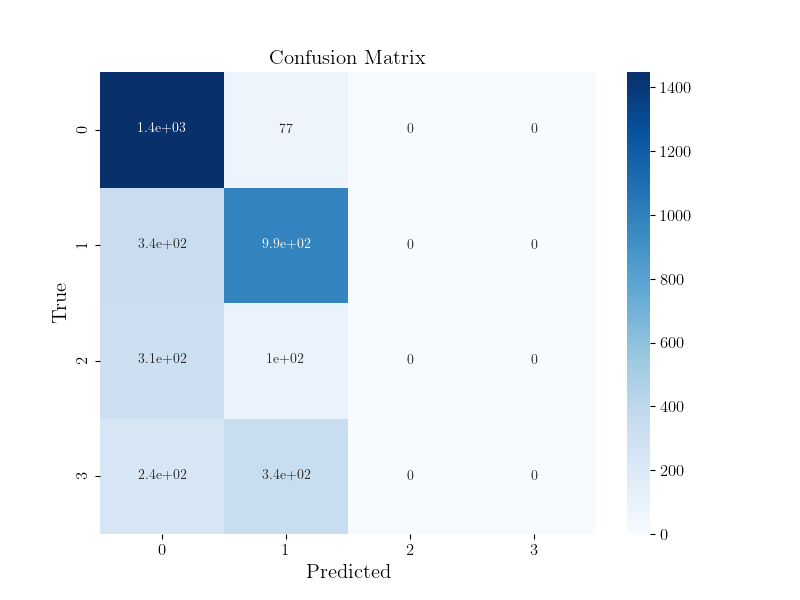 Confusion Matrix
True
0
1.4e+03 77 0 0
1
3.4e+02 9.9e+02 0 0
2
3.1e+02 1e+02 0 0
3
2.4e+02 3.4e+02 0 0
0 1 2 3
Predicted
1400
1200
1000
800
600
400
200
0